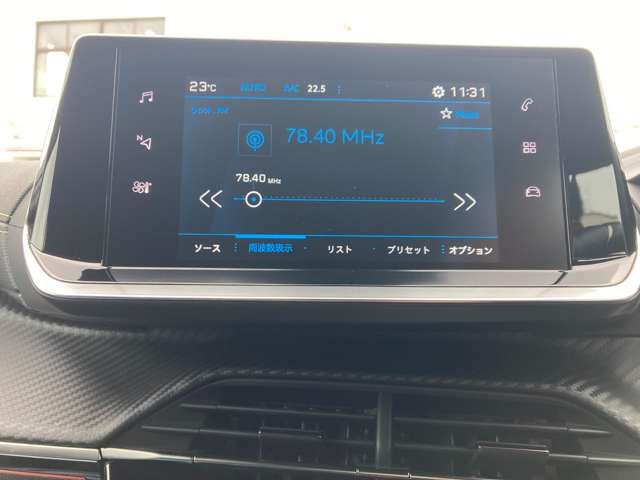 23°C A/C 22.5 11:31
78.40 MHz
78.40 MHz
ソース 周波数表示 リスト プリセット オプション